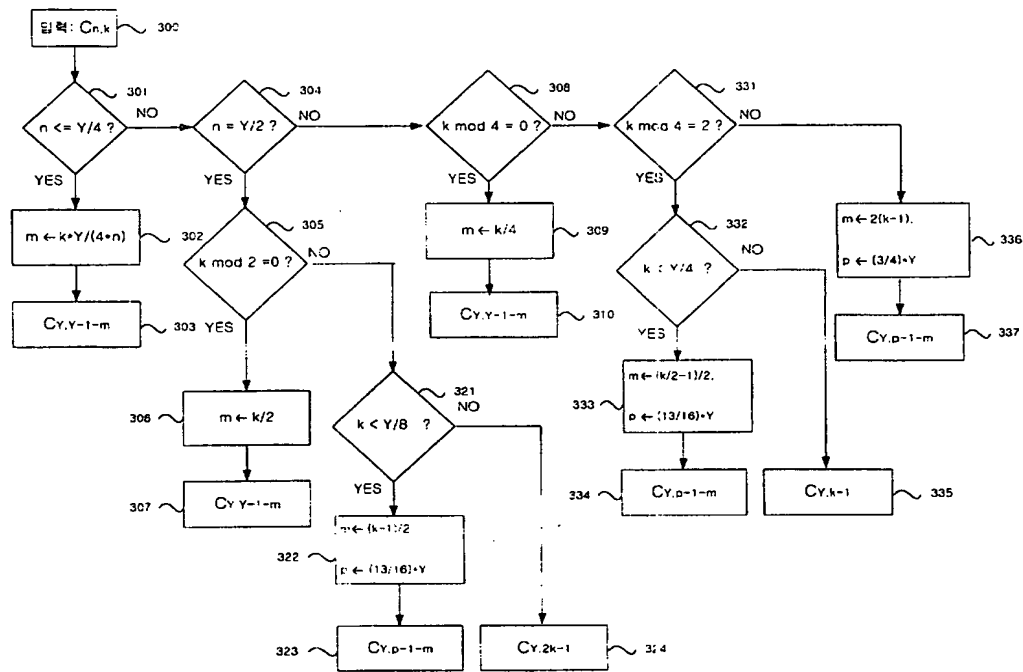 입력: Cn,k
300
301
n <= Y/4 ?
NO
YES
304
n = Y/2 ?
NO
YES
308
k mod 4 = 0 ?
NO
YES
331
k mod 4 = 2 ?
NO
YES
m ← k*Y/(4*n)
302
CY,Y-1-m
303
305
k mod 2 =0 ?
NO
YES
m ← k/4
309
CY,Y-1-m
310
332
k < Y/4 ?
NO
YES
m ← 2(k-1),
p ← (3/4)*Y
336
CY,p-1-m
337
306
m ← k/2
307
CY,Y-1-m
321
k < Y/8 ?
NO
YES
333
m ← (k/2-1)/2,
p ← (13/16)*Y
334
CY,p-1-m
CY,k-1
335
322
m ← (k-1)/2
p ← (13/16)*Y
323
CY,p-1-m
CY,2k-1
324